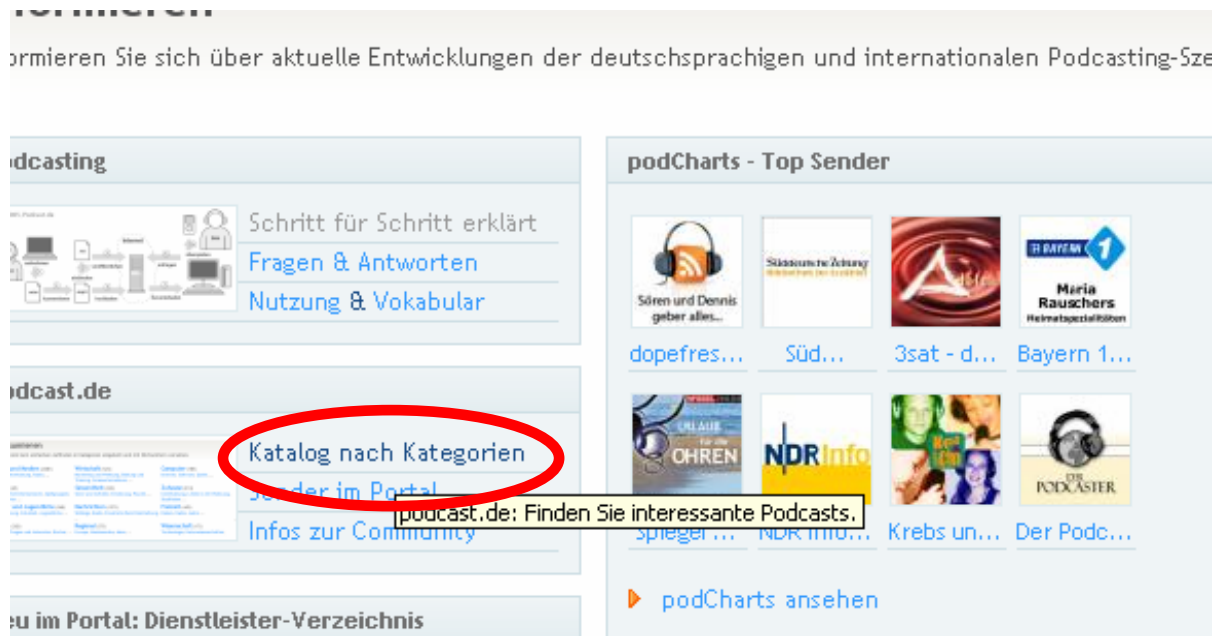 ormieren Sie sich über aktuelle Entwicklungen der deutschsprachigen und internationalen Podcasting-Sze
dcasting
Schritt für Schritt erklärt
Fragen & Antworten
Nutzung & Vokabular
dcast.de
Katalog nach Kategorien
Sender im Portal
podcast.de: Finden Sie interessante Podcasts.
Infos zur Community
eu im Portal: Dienstleister-Verzeichnis
podCharts - Top Sender
Sören und Dennis
geber alles...
Süddeutsche Zeitung
BAYERN 1
Maria
Rauschers
Heimatspezialitäten
dopefres...
Süd...
3sat - d...
Bayern 1...
URLAUB
für die
OHREN
NDR Info
DER
PODCASTER
Spiegel ...
NDR Info...
Krebs un...
Der Podc...
podCharts ansehen